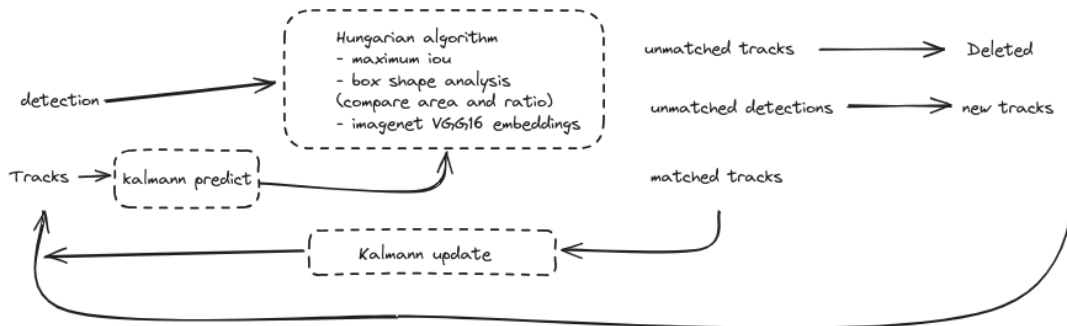 Hungarian algorithm
- maximum iou
- box shape analysis
(compare area and ratio)
- imagenet VGG16 embeddings
unmatched tracks
Deleted
detection
unmatched detections
new tracks
Tracks
kalmann predict
matched tracks
Kalmann update